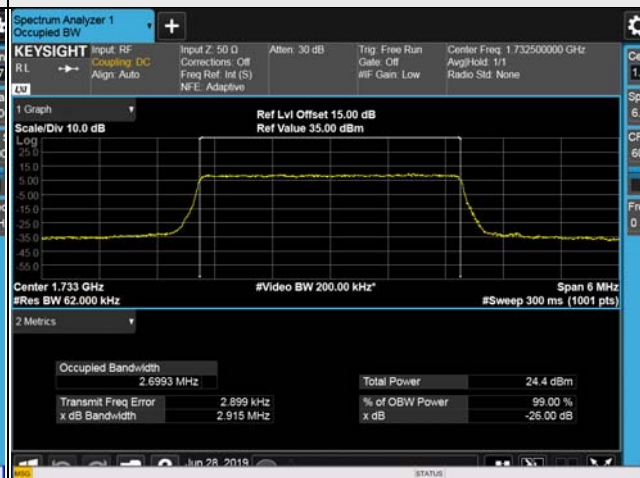 Spectrum Analyzer 1
Occupied BW
+
KEYSIGHT
RL
LXI
Input: RF
Coupling: DC
Align: Auto
Input Z: 50 Ω
Corrections: Off
Freq Ref: Int (S)
NFE: Adaptive
Atten: 30 dB
Trig: Free Run
Gate: Off
#IF Gain: Low
Center Freq: 1.732500000 GHz
Avg|Hold: 1/1
Radio Std: None
1 Graph
Scale/Div 10.0 dB
Ref Lvl Offset 15.00 dB
Ref Value 35.00 dBm
Log
25.0
15.0
5.00
-5.00
-15.0
-25.0
-35.0
-45.0
-55.0
Center 1.733 GHz
#Res BW 62.000 kHz
#Video BW 200.00 kHz*
Span 6 MHz
#Sweep 300 ms (1001 pts)
2 Metrics
Occupied Bandwidth
2.6993 MHz
Transmit Freq Error 2.899 kHz
x dB Bandwidth 2.915 MHz
Total Power 24.4 dBm
% of OBW Power 99.00 %
x dB -26.00 dB
Jun 28, 2019
MSG
STATUS